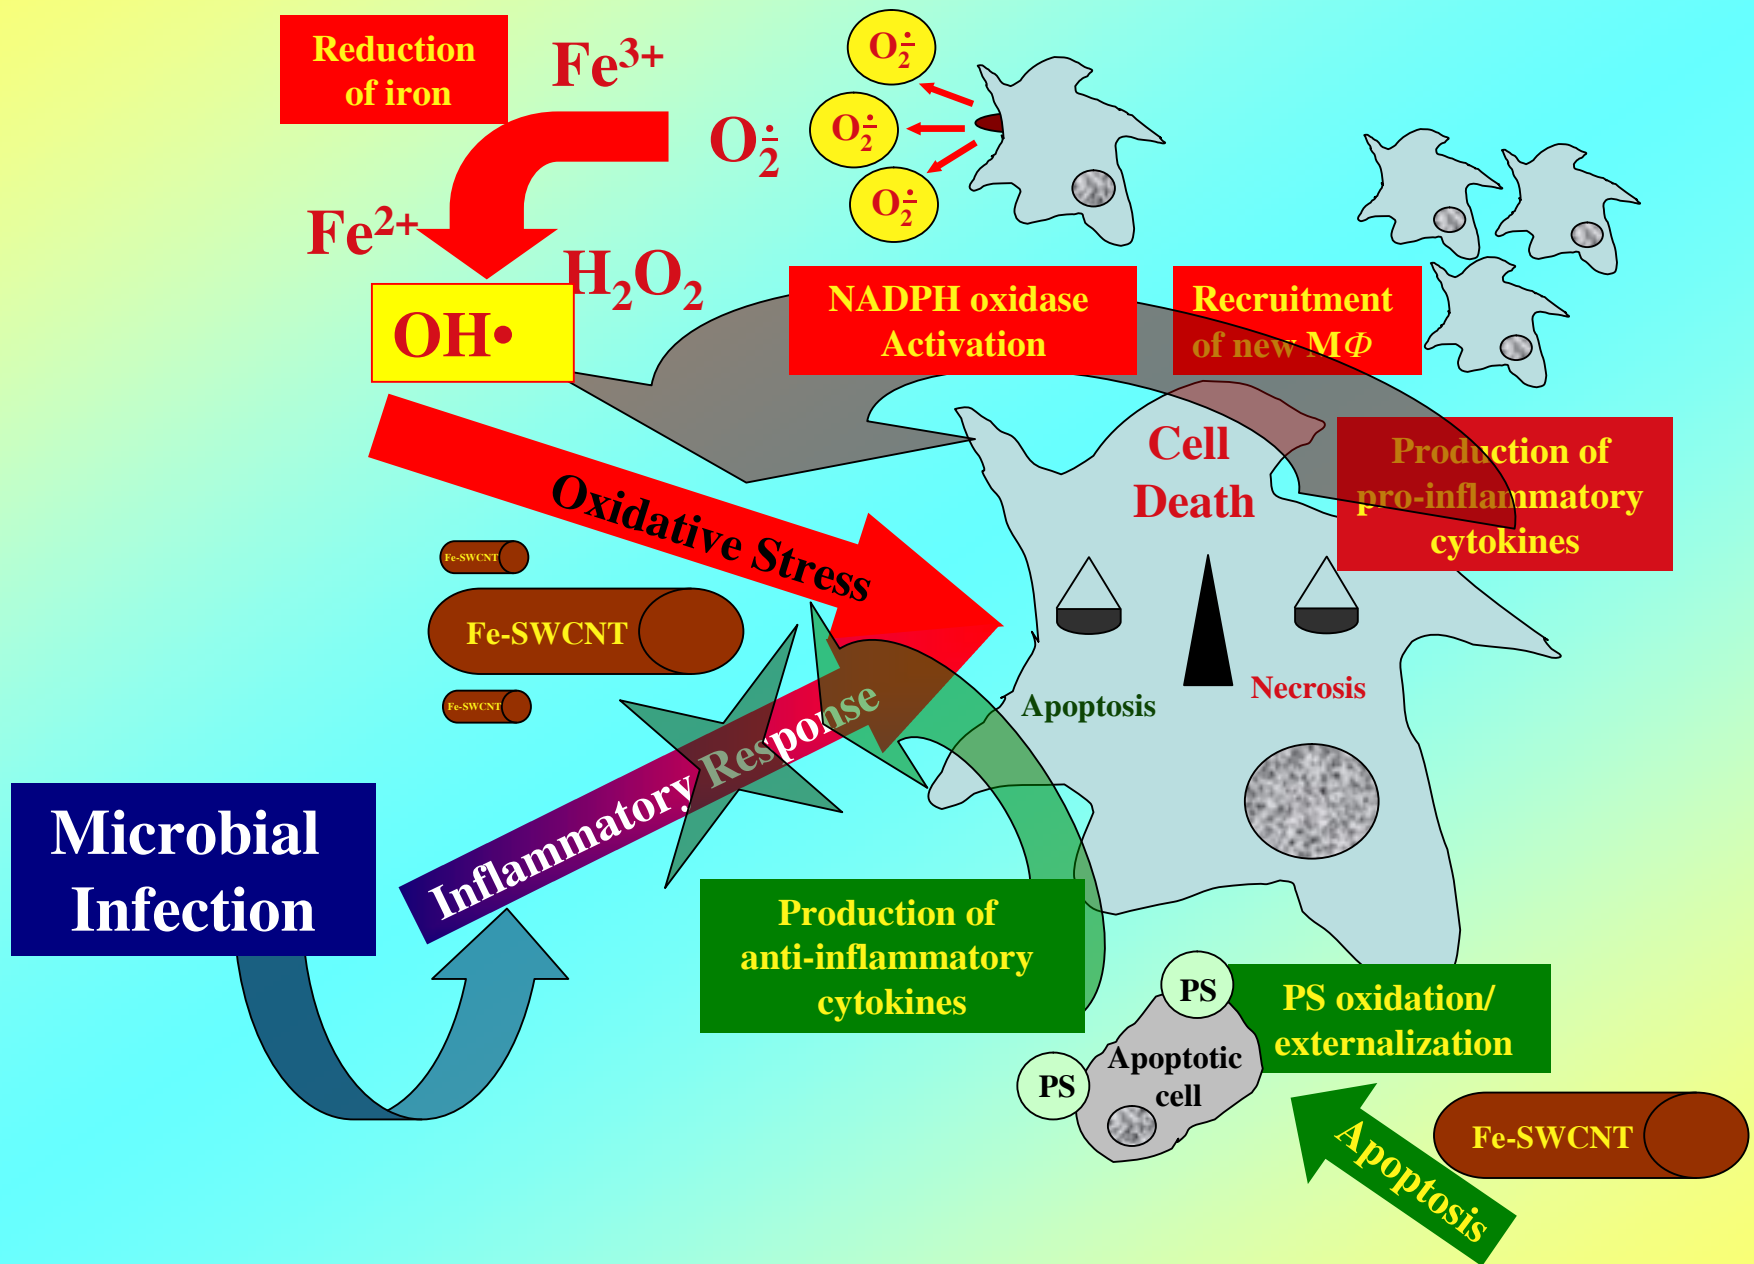 Reduction
of iron
Fe³⁺
O₂∸
O₂∸
O₂∸
O₂∸
Fe²⁺
H₂O₂
OH•
NADPH oxidase
Activation
Recruitment
of new MΦ
Production of
pro-inflammatory
cytokines
Cell
Death
Oxidative Stress
Fe-SWCNT
Fe-SWCNT
Fe-SWCNT
Apoptosis
Necrosis
Inflammatory Response
Microbial
Infection
Production of
anti-inflammatory
cytokines
PS
PS
Apoptotic
cell
PS oxidation/
externalization
Apoptosis
Fe-SWCNT